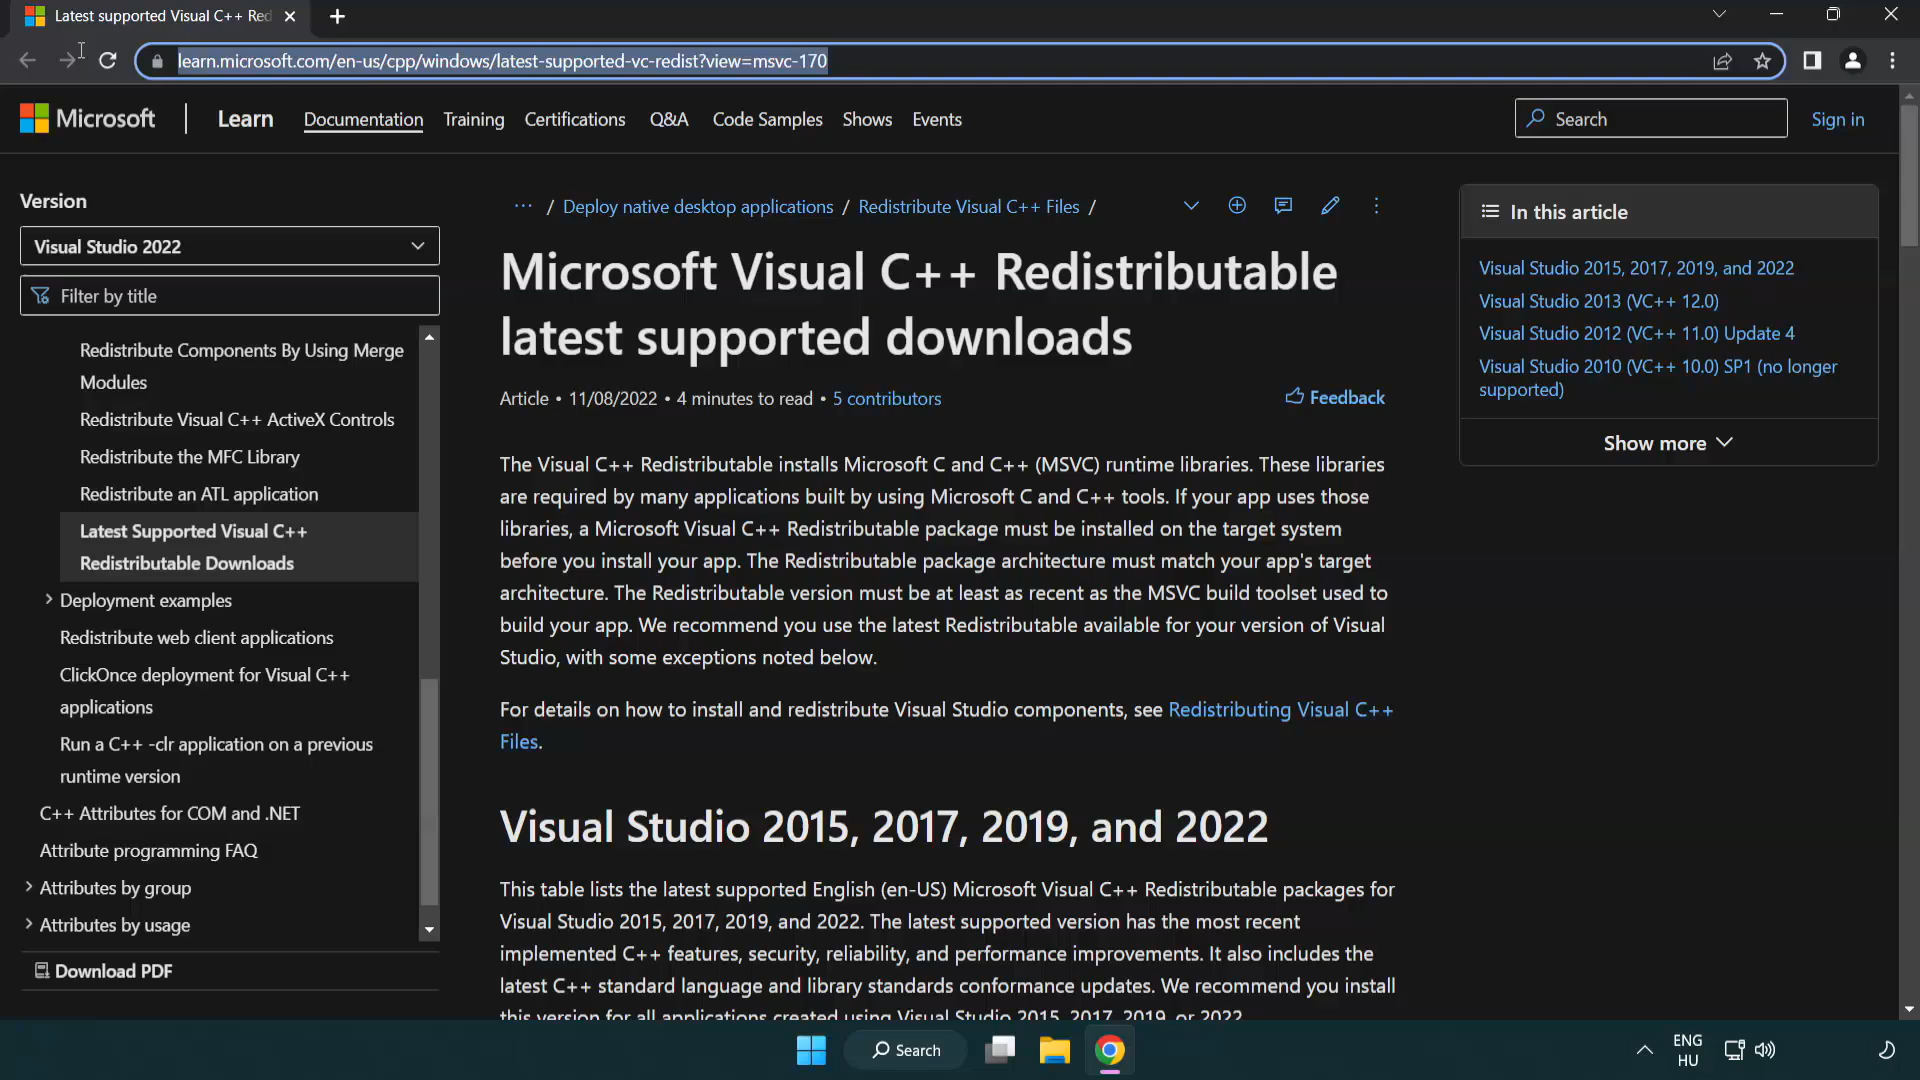 Latest supported Visual C++ Red
learn.microsoft.com/en-us/cpp/windows/latest-supported-vc-redist?view=msvc-170
Microsoft
Learn
Documentation
Training
Certifications
Q&A
Code Samples
Shows
Events
Search
Sign in
Version
Visual Studio 2022
Filter by title
Redistribute Components By Using Merge
Modules
Redistribute Visual C++ ActiveX Controls
Redistribute the MFC Library
Redistribute an ATL application
Latest Supported Visual C++
Redistributable Downloads
Deployment examples
Redistribute web client applications
ClickOnce deployment for Visual C++
applications
Run a C++ -clr application on a previous
runtime version
C++ Attributes for COM and .NET
Attribute programming FAQ
Attributes by group
Attributes by usage
Download PDF
... / Deploy native desktop applications / Redistribute Visual C++ Files /
Microsoft Visual C++ Redistributable
latest supported downloads
Article • 11/08/2022 • 4 minutes to read • 5 contributors
Feedback
The Visual C++ Redistributable installs Microsoft C and C++ (MSVC) runtime libraries. These libraries
are required by many applications built by using Microsoft C and C++ tools. If your app uses those
libraries, a Microsoft Visual C++ Redistributable package must be installed on the target system
before you install your app. The Redistributable package architecture must match your app's target
architecture. The Redistributable version must be at least as recent as the MSVC build toolset used to
build your app. We recommend you use the latest Redistributable available for your version of Visual
Studio, with some exceptions noted below.
For details on how to install and redistribute Visual Studio components, see Redistributing Visual C++
Files.
Visual Studio 2015, 2017, 2019, and 2022
This table lists the latest supported English (en-US) Microsoft Visual C++ Redistributable packages for
Visual Studio 2015, 2017, 2019, and 2022. The latest supported version has the most recent
implemented C++ features, security, reliability, and performance improvements. It also includes the
latest C++ standard language and library standards conformance updates. We recommend you install
this version for all applications created using Visual Studio 2015, 2017, 2019, or 2022.
In this article
Visual Studio 2015, 2017, 2019, and 2022
Visual Studio 2013 (VC++ 12.0)
Visual Studio 2012 (VC++ 11.0) Update 4
Visual Studio 2010 (VC++ 10.0) SP1 (no longer
supported)
Show more
Search
ENG
HU